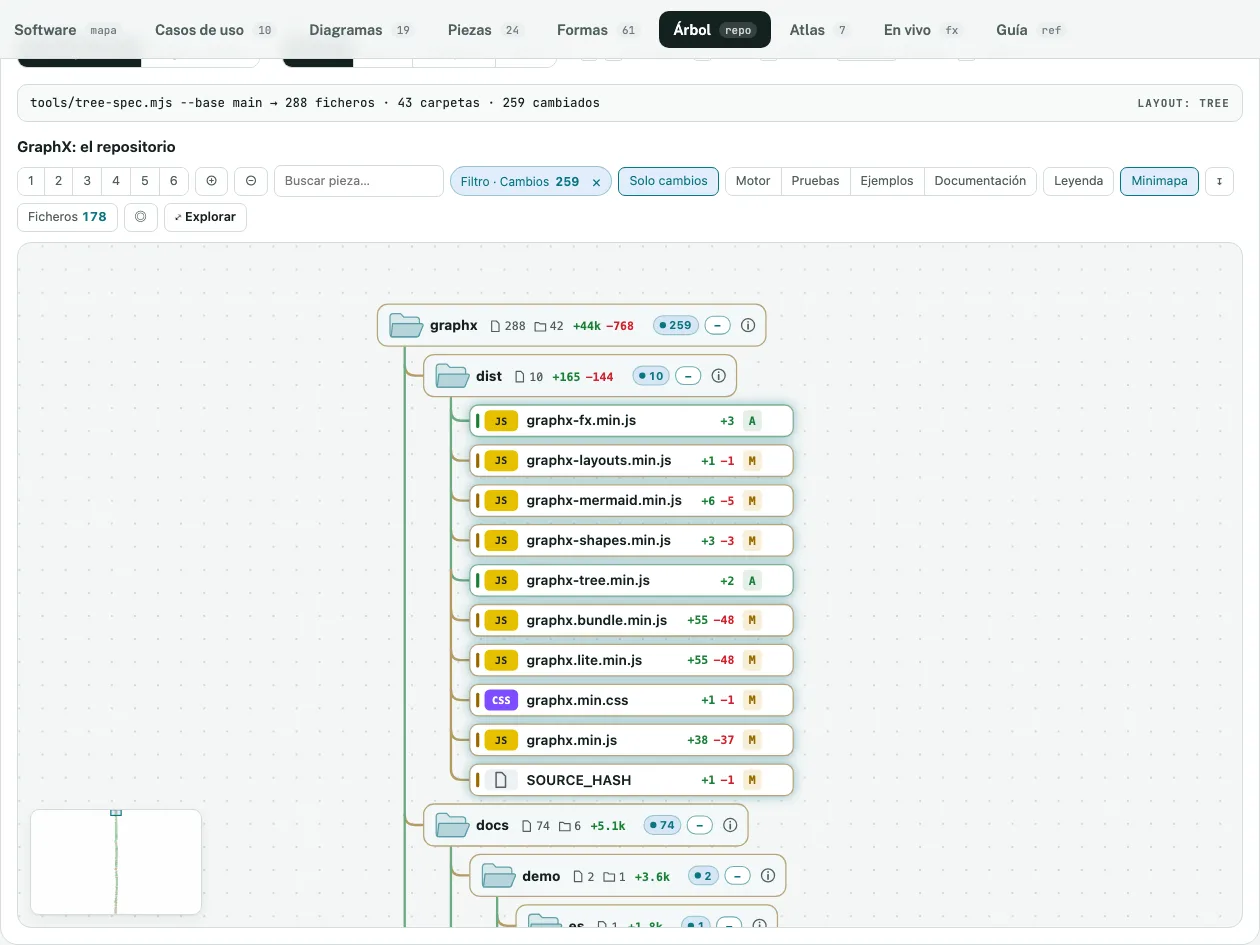 Software mapa Casos de uso 10 Diagramas 19 Piezas 24 Formas 61 Árbol repo Atlas 7 En vivo fx Guía ref
tools/tree-spec.mjs --base main → 288 ficheros · 43 carpetas · 259 cambiados LAYOUT: TREE
GraphX: el repositorio
1 2 3 4 5 6 Buscar pieza... Filtro · Cambios 259 × Solo cambios Motor Pruebas Ejemplos Documentación Leyenda Minimapa ↧
Ficheros 178 ⤢ Explorar
graphx 288 42 +44k −768 259 −
dist 10 +165 −144 10 −
JS graphx-fx.min.js +3 A
JS graphx-layouts.min.js +1 −1 M
JS graphx-mermaid.min.js +6 −5 M
JS graphx-shapes.min.js +3 −3 M
JS graphx-tree.min.js +2 A
JS graphx.bundle.min.js +55 −48 M
JS graphx.lite.min.js +55 −48 M
CSS graphx.min.css +1 −1 M
JS graphx.min.js +38 −37 M
SOURCE_HASH +1 −1 M
docs 74 6 +5.1k 74 −
demo 2 1 +3.6k 2 −
es 1 +1.8k 1 −